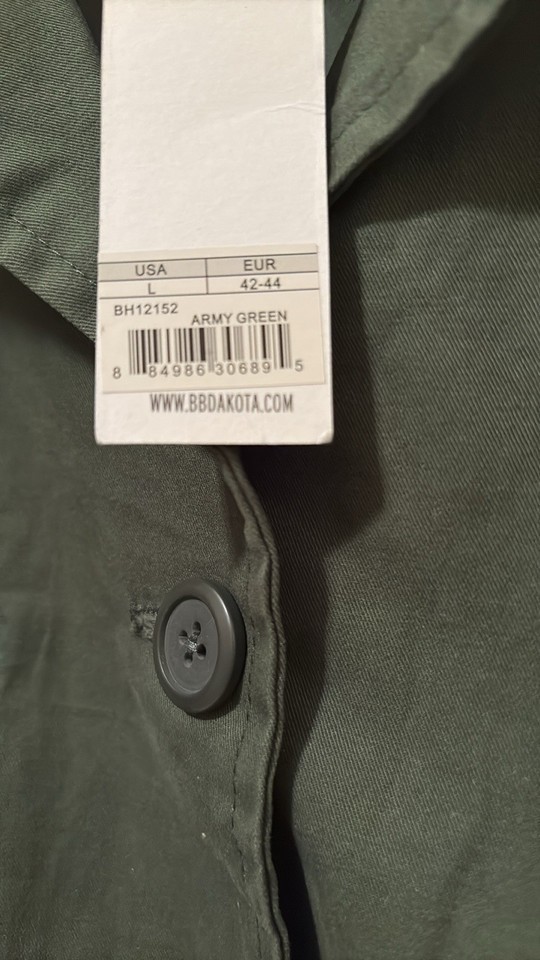 USA EUR
L 42-44
BH12152
ARMY GREEN
8 84986 30689 5
WWW.BBDAKOTA.COM